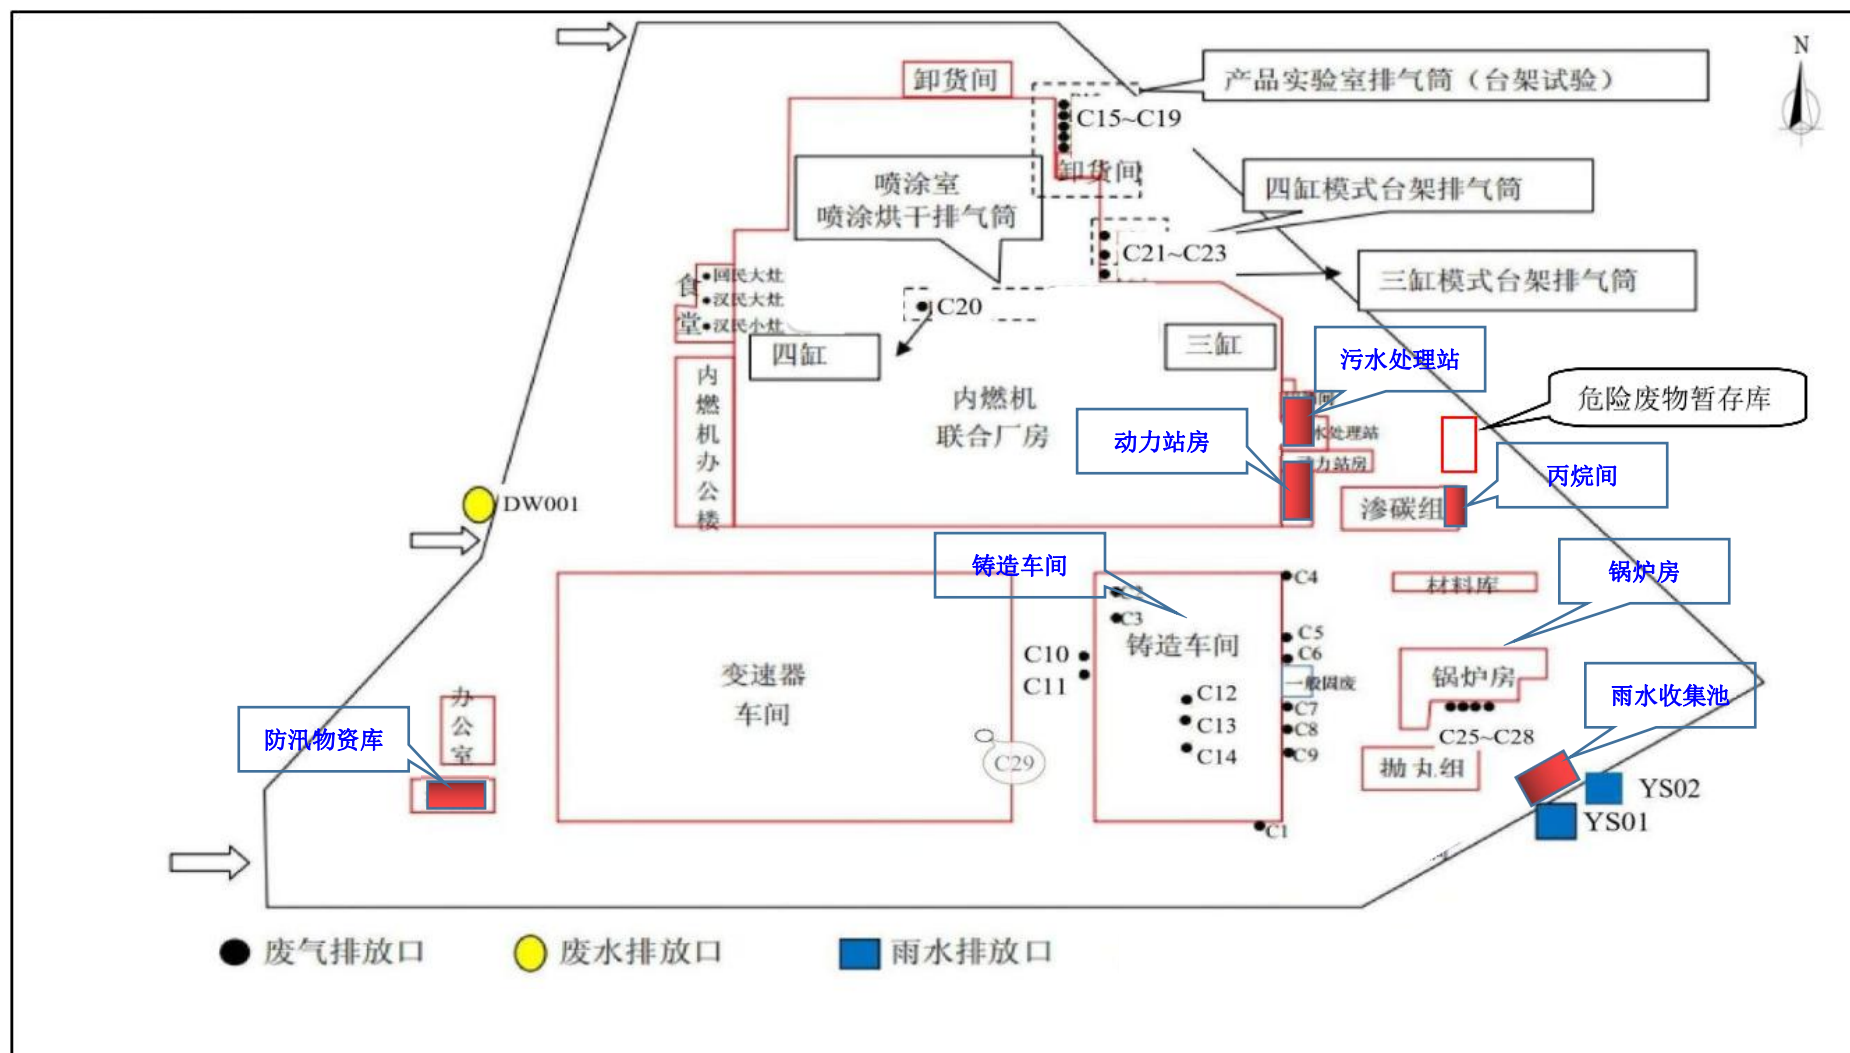 N
卸货间
产品实验室排气筒（台架试验）
C15~C19
卸货间
四缸模式台架排气筒
喷涂室
喷涂烘干排气筒
C21~C23
三缸模式台架排气筒
食
堂
回民大灶
汉民大灶
汉民小灶
C20
四缸
三缸
污水处理站
内
燃
机
办
公
楼
内燃机
联合厂房
危险废物暂存库
水处理站
动力站房
动力站房
丙烷间
渗碳组
DW001
铸造车间
C2
C3
C4
锅炉房
材料库
C5
C6
铸造车间
C10
C11
一般固废
变速器
车间
C12
C13
C14
C7
C8
C9
锅炉房
雨水收集池
C25~C28
办
公
室
防汛物资库
C29
抛丸组
YS02
YS01
C1
废气排放口
废水排放口
雨水排放口